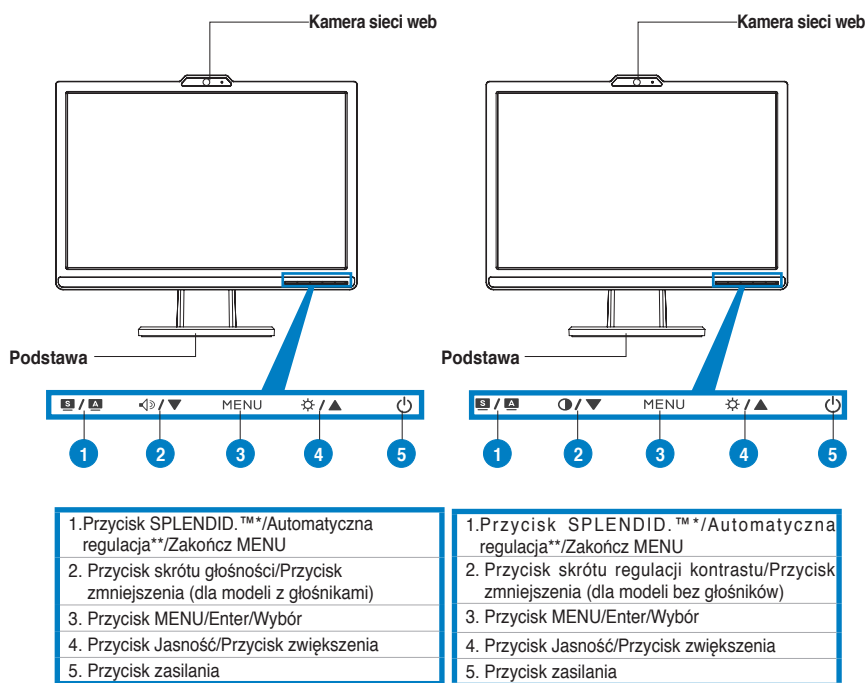 Kamera sieci web
Podstawa
S / A
/ ▼
MENU
/ ▲
1
2
3
4
5
1.Przycisk SPLENDID.™*/Automatyczna
regulacja**/Zakończ MENU
2. Przycisk skrótu głośności/Przycisk
zmniejszenia (dla modeli z głośnikami)
3. Przycisk MENU/Enter/Wybór
4. Przycisk Jasność/Przycisk zwiększenia
5. Przycisk zasilania
Kamera sieci web
Podstawa
S / A
/ ▼
MENU
/ ▲
1
2
3
4
5
1.Przycisk SPLENDID.™*/Automatyczna
regulacja**/Zakończ MENU
2. Przycisk skrótu regulacji kontrastu/Przycisk
zmniejszenia (dla modeli bez głośników)
3. Przycisk MENU/Enter/Wybór
4. Przycisk Jasność/Przycisk zwiększenia
5. Przycisk zasilania